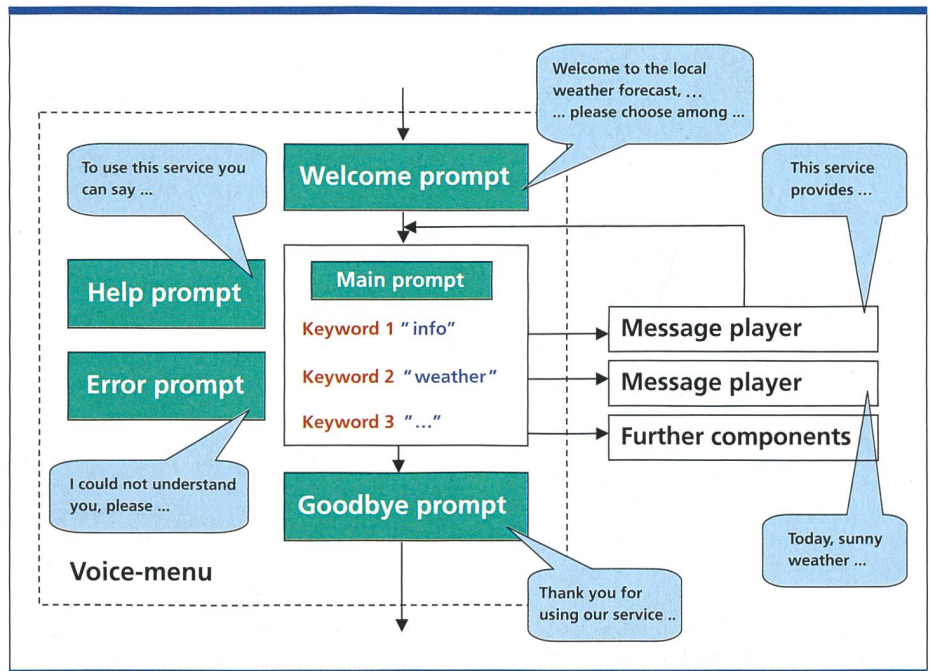 Welcome to the local
weather forecast, ...
... please choose among ...
To use this service you
can say ...
Welcome prompt
This service
provides ...
Help prompt
Main prompt
Keyword 1 "info"
Message player
Error prompt
Keyword 2 "weather"
Message player
Keyword 3 "..."
Further components
I could not understand
you, please ...
Goodbye prompt
Today, sunny
weather ...
Voice-menu
Thank you for
using our service ..